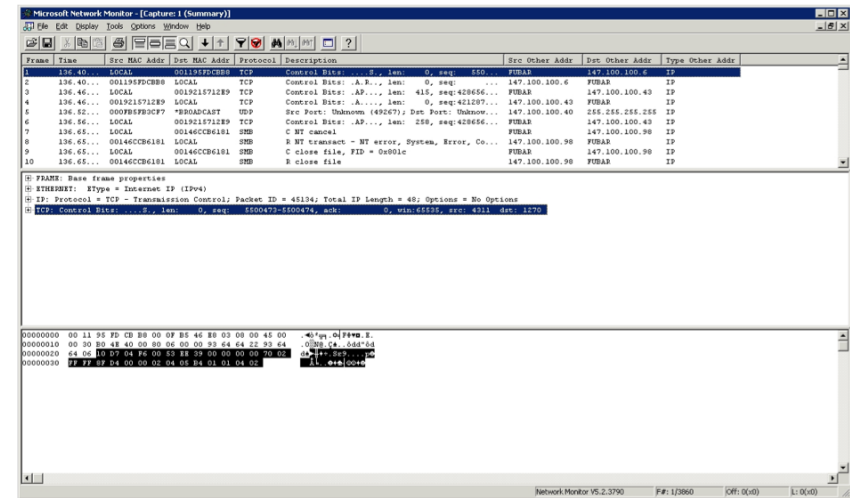 Microsoft Network Monitor - [Capture: 1 (Summary)]
File Edit Display Tools Options Window Help
Frame Time Src MAC Addr Dst MAC Addr Protocol Description Src Other Addr Dst Other Addr Type Other Addr
1 136.40... LOCAL 001195FDCBB8 TCP Control Bits: ....S., len: 0, seq: 550... FUBAR 147.100.100.6 IP
2 136.40... 001195FDCBB8 LOCAL TCP Control Bits: .A.R.., len: 0, seq: ... 147.100.100.6 FUBAR IP
3 136.46... LOCAL 0019215712E9 TCP Control Bits: .AP..., len: 415, seq:428656... FUBAR 147.100.100.43 IP
4 136.46... 0019215712E9 LOCAL TCP Control Bits: .A...., len: 0, seq:421287... 147.100.100.43 FUBAR IP
5 136.52... 000FB5FB3CF7 *BROADCAST UDP Src Port: Unknown (49267); Dst Port: Unknow... 147.100.100.40 255.255.255.255 IP
6 136.56... LOCAL 0019215712E9 TCP Control Bits: .AP..., len: 258, seq:428656... FUBAR 147.100.100.43 IP
7 136.65... LOCAL 00146CCB6181 SMB C NT cancel FUBAR 147.100.100.98 IP
8 136.65... 00146CCB6181 LOCAL SMB R NT transact - NT error, System, Error, Co... 147.100.100.98 FUBAR IP
9 136.65... LOCAL 00146CCB6181 SMB C close file, FID = 0x801c FUBAR 147.100.100.98 IP
10 136.65... 00146CCB6181 LOCAL SMB R close file 147.100.100.98 FUBAR IP
FRAME: Base frame properties
ETHERNET: EType = Internet IP (IPv4)
IP: Protocol = TCP - Transmission Control; Packet ID = 45134; Total IP Length = 48; Options = No Options
TCP: Control Bits: ....S., len: 0, seq: 5500473-5500474, ack: 0, win:65535, src: 4311 dst: 1270
00000000 00 11 95 FD CB B8 00 0F B5 46 E8 03 08 00 45 00
00000010 00 30 B0 4E 40 00 80 06 00 00 93 64 64 22 93 64
00000020 64 06 10 D7 04 F6 00 53 EE 39 00 00 00 00 70 02
00000030 FF FF 8F D4 00 00 02 04 05 B4 01 01 04 02
Network Monitor V5.2.3790 F#: 1/3860 Off: 0(x0) L: 0(x0)